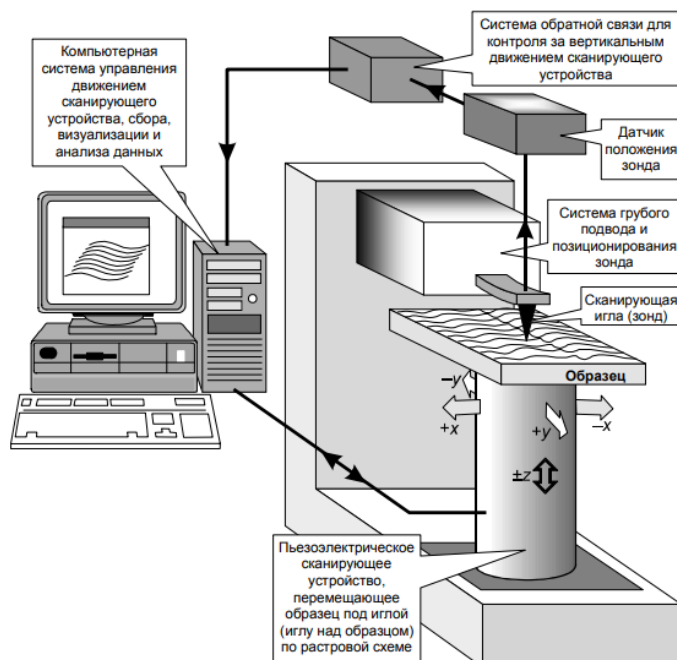 Система обратной связи для
контроля за вертикальным
движением сканирующего
устройства
Компьютерная
система управления
движением
сканирующего
устройства, сбора,
визуализации и
анализа данных
Датчик
положения
зонда
Система грубого
подвода и
позиционирования
зонда
Сканирующая
игла (зонд)
Образец
–y
+x
+y
–x
±z
Пьезоэлектрическое
сканирующее
устройство,
перемещающее
образец под иглой
(иглу над образцом)
по растровой схеме